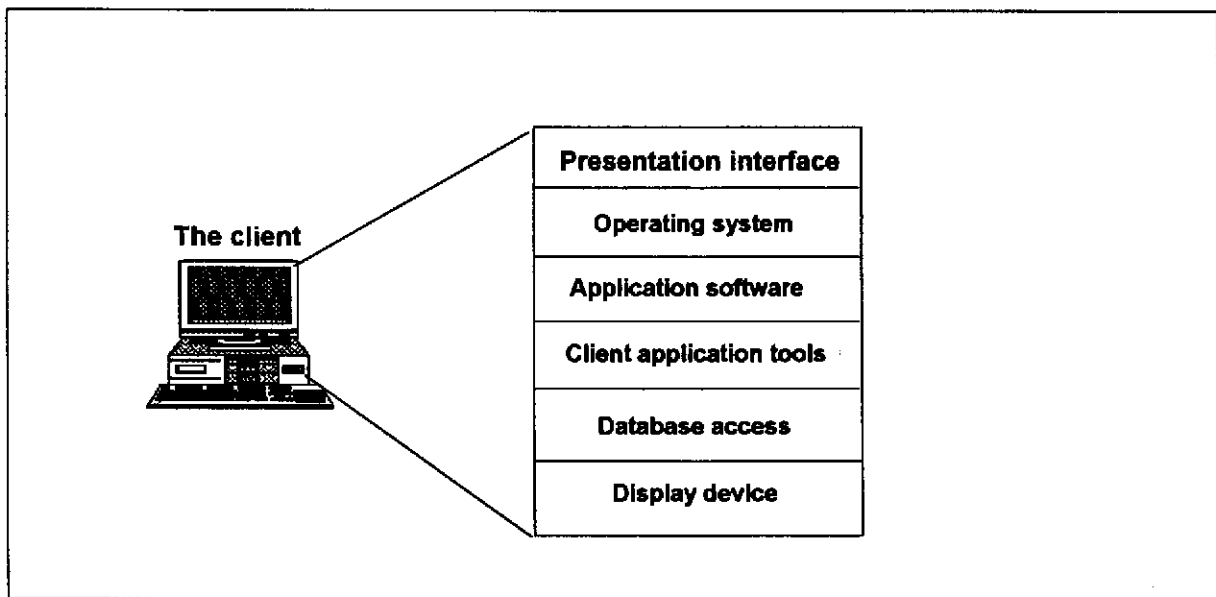 The client
Presentation interface
Operating system
Application software
Client application tools
Database access
Display device